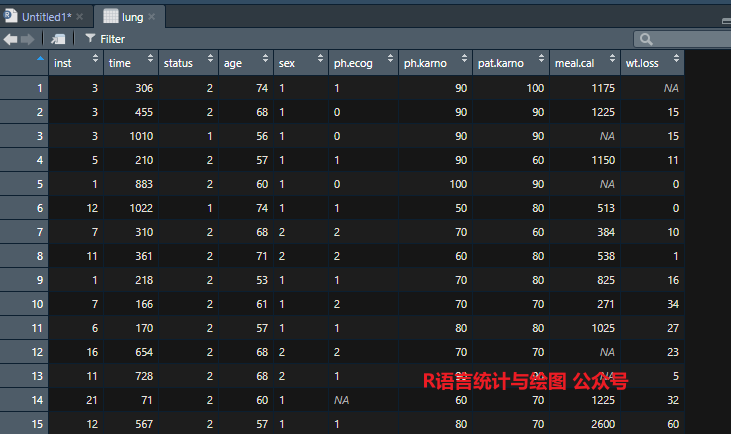 Untitled1* lung
Filter
inst time status age sex ph.ecog ph.karno pat.karno meal.cal wt.loss
1 3 306 2 74 1 1 90 100 1175 NA
2 3 455 2 68 1 0 90 90 1225 15
3 3 1010 1 56 1 0 90 90 NA 15
4 5 210 2 57 1 1 90 60 1150 11
5 1 883 2 60 1 0 100 90 NA 0
6 12 1022 1 74 1 1 50 80 513 0
7 7 310 2 68 2 2 70 60 384 10
8 11 361 2 71 2 2 60 80 538 1
9 1 218 2 53 1 1 70 80 825 16
10 7 166 2 61 1 2 70 70 271 34
11 6 170 2 57 1 1 80 80 1025 27
12 16 654 2 68 2 2 70 70 NA 23
13 11 728 2 68 2 1 90 90 NA 5
R语言统计与绘图 公众号
14 21 71 2 60 1 NA 60 70 1225 32
15 12 567 2 57 1 1 80 70 2600 60